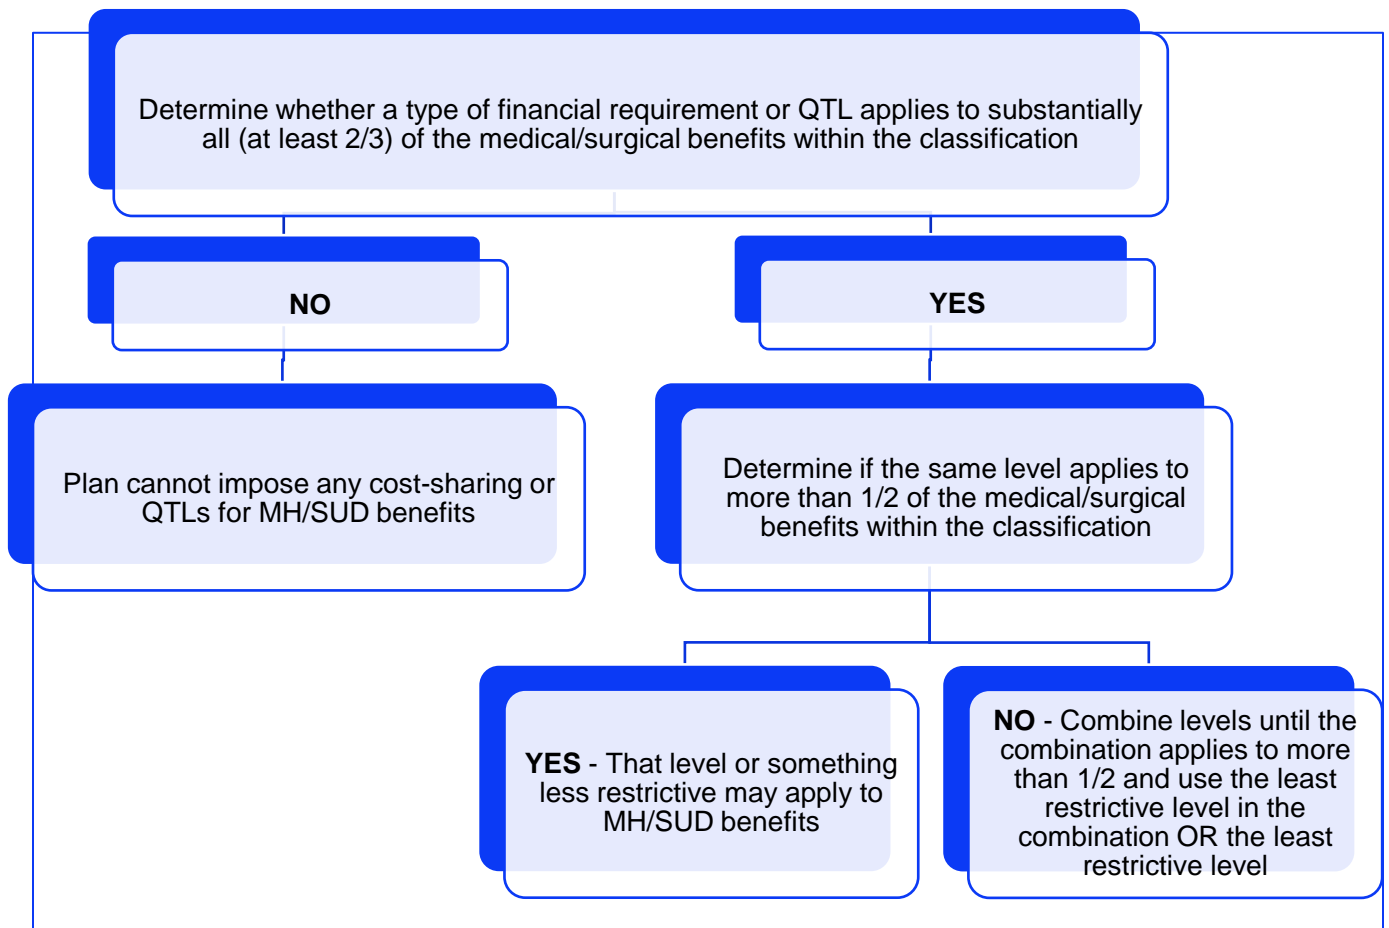 Determine whether a type of financial requirement or QTL applies to substantially
all (at least 2/3) of the medical/surgical benefits within the classification
NO
YES
Plan cannot impose any cost-sharing or
QTLs for MH/SUD benefits
Determine if the same level applies to
more than 1/2 of the medical/surgical
benefits within the classification
YES - That level or something
less restrictive may apply to
MH/SUD benefits
NO - Combine levels until the
combination applies to more
than 1/2 and use the least
restrictive level in the
combination OR the least
restrictive level